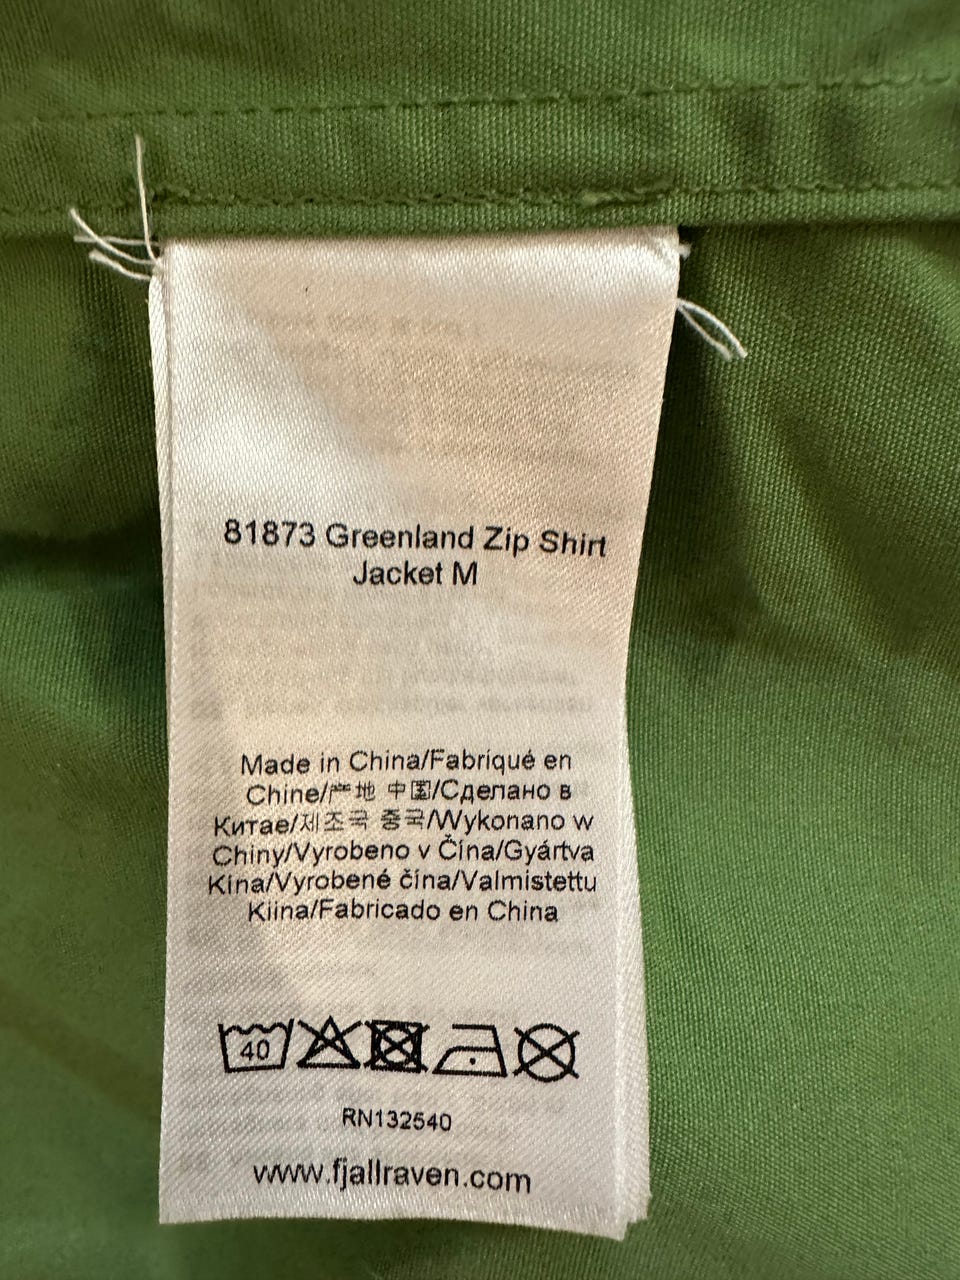 81873 Greenland Zip Shirt
Jacket M
Made in China/Fabriqué en
Chine/产地 中国/Сделано в
Китае/제조국 중국/Wykonano w
Chiny/Vyrobeno v Čína/Gyártva
Kína/Vyrobené čína/Valmistettu
Kiina/Fabricado en China
40
RN132540
www.fjallraven.com